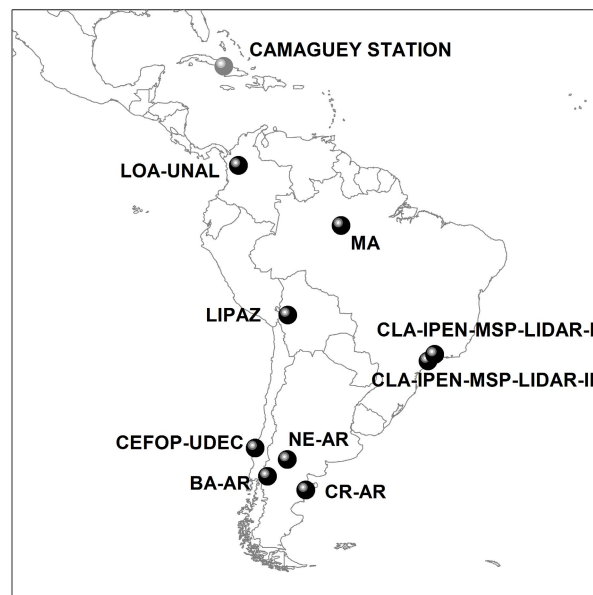 CAMAGUEY STATION
LOA-UNAL
MA
LIPAZ
CLA-IPEN-MSP-LIDAR-I
CLA-IPEN-MSP-LIDAR-II
CEFOP-UDEC
NE-AR
BA-AR
CR-AR